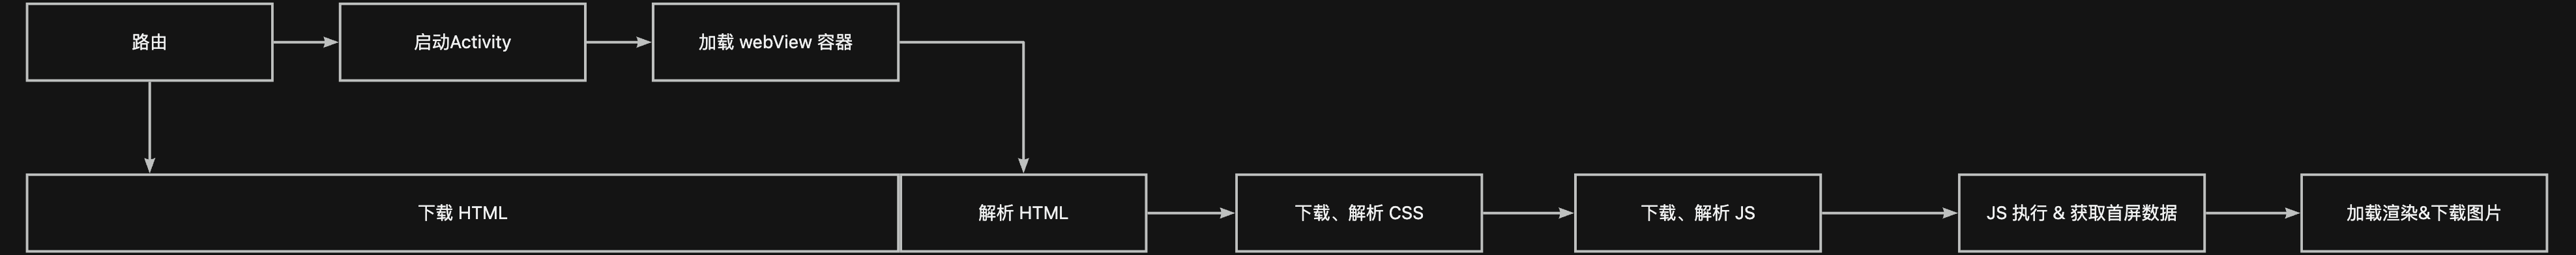 路由
启动Activity
加载 webView 容器
下载 HTML
解析 HTML
下载、解析 CSS
下载、解析 JS
JS 执行 & 获取首屏数据
加载渲染&下载图片